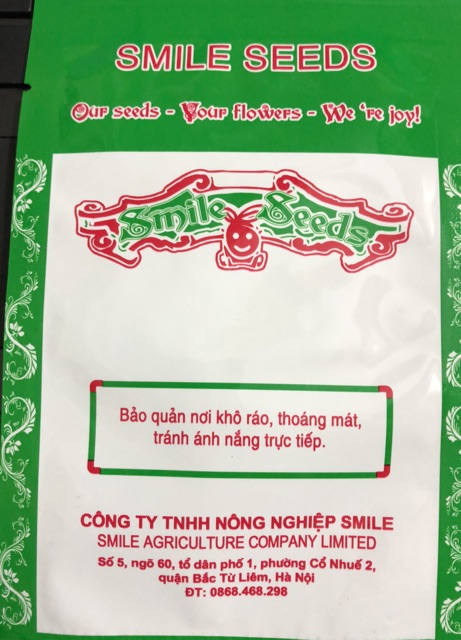 SMILE SEEDS
Our seeds - Your flowers - We 're joy!
Smile Seeds
Bảo quản nơi khô ráo, thoáng mát,
tránh ánh nắng trực tiếp.
CÔNG TY TNHH NÔNG NGHIỆP SMILE
SMILE AGRICULTURE COMPANY LIMITED
Số 5, ngõ 60, tổ dân phố 1, phường Cổ Nhuế 2,
quận Bắc Từ Liêm, Hà Nội
ĐT: 0868.468.298